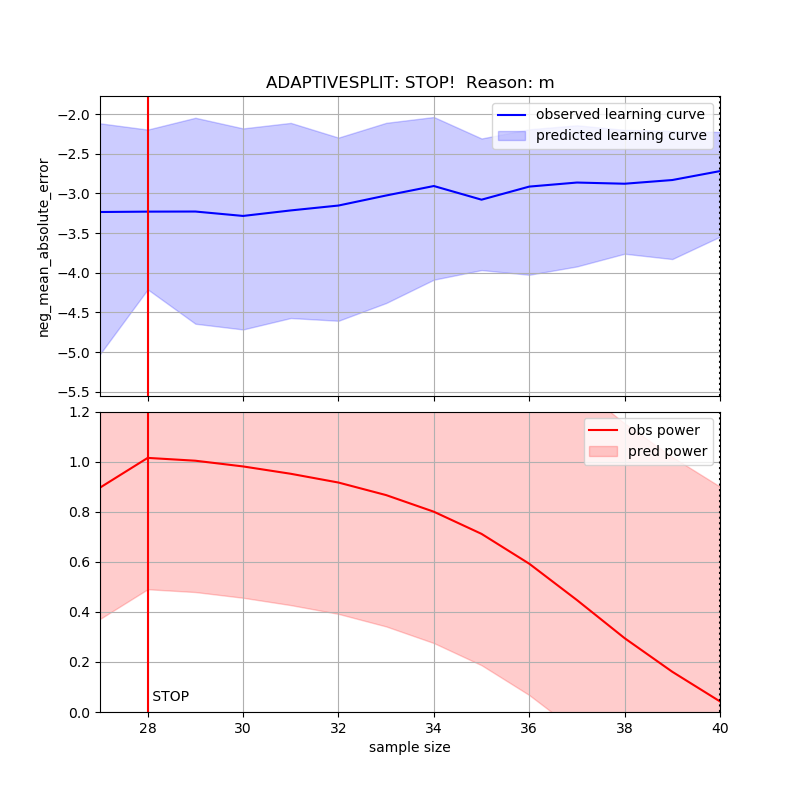 ADAPTIVESPLIT: STOP!  Reason: m
observed learning curve
predicted learning curve
neg_mean_absolute_error
−2.0
−2.5
−3.0
−3.5
−4.0
−4.5
−5.0
−5.5
obs power
pred power
1.2
1.0
0.8
0.6
0.4
0.2
0.0
STOP
28 30 32 34 36 38 40
sample size